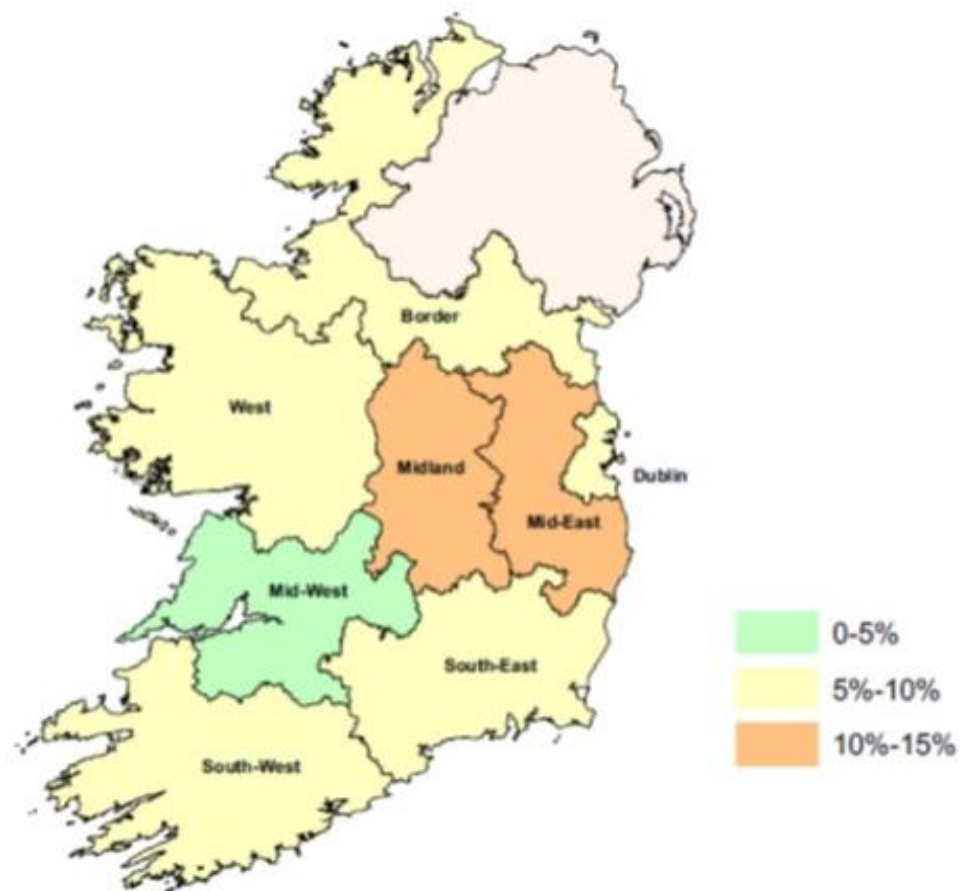 Border
West
Midland
Dublin
Mid-East
Mid-West
0-5%
South-East
5%-10%
10%-15%
South-West